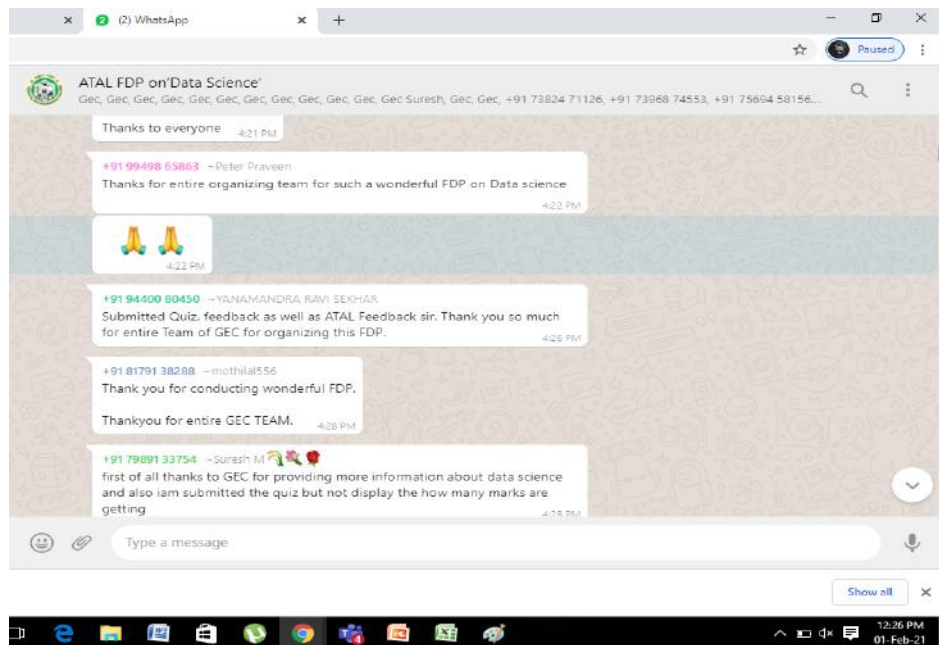 (2) WhatsApp
Paused
ATAL FDP on'Data Science'
Gec, Gec, Gec, Gec, Gec, Gec, Gec, Gec, Gec, Gec, Gec, Gec Suresh, Gec, Gec, +91 73824 71126, +91 73968 74553, +91 75694 58156...
Thanks to everyone 4:21 PM
+91 99498 65863 ~Peter Praveen
Thanks for entire organizing team for such a wonderful FDP on Data science
4:22 PM
4:22 PM
+91 94400 80450 ~YANAMANDRA RAVI SEKHAR
Submitted Quiz, feedback as well as ATAL Feedback sir. Thank you so much
for entire Team of GEC for organizing this FDP.
4:26 PM
+91 81791 38288 ~mothilal556
Thank you for conducting wonderful FDP.
Thankyou for entire GEC TEAM. 4:28 PM
+91 79891 33754 ~Suresh M
first of all thanks to GEC for providing more information about data science
and also iam submitted the quiz but not display the how many marks are
getting
4:28 PM
Type a message
Show all
12:26 PM
01-Feb-21